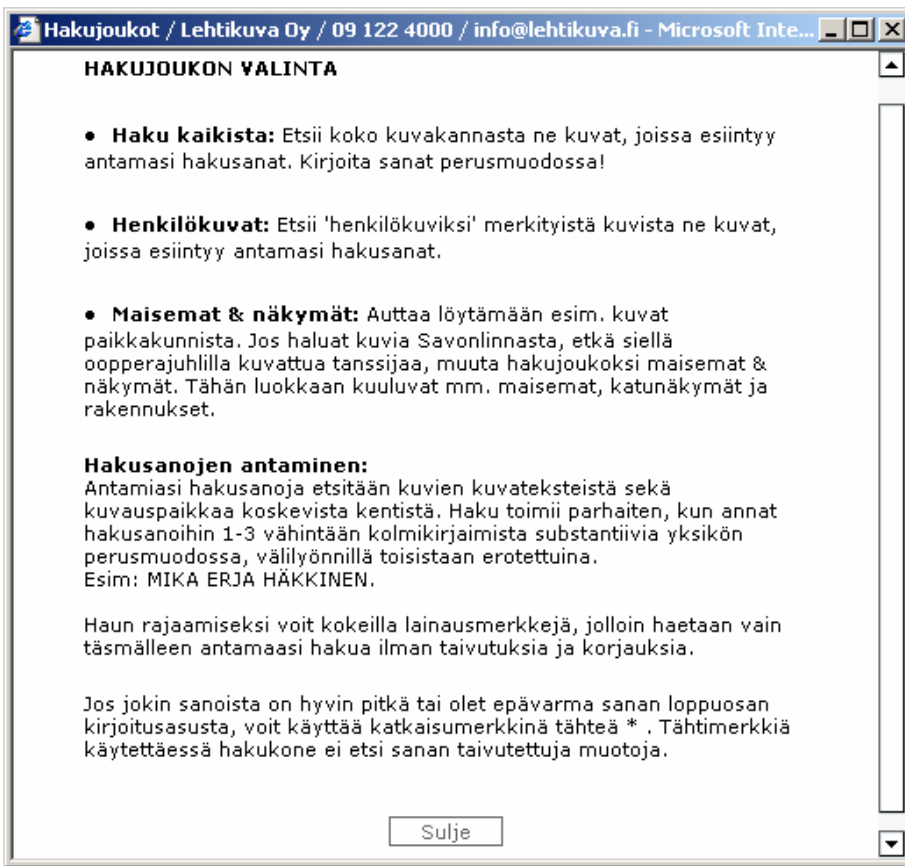 Hakujoukot / Lehtikuva Oy / 09 122 4000 / info@lehtikuva.fi - Microsoft Inte...
HAKUJOUKON VALINTA
• Haku kaikista: Etsii koko kuvakannasta ne kuvat, joissa esiintyy
antamasi hakusanat. Kirjoita sanat perusmuodossa!
• Henkilökuvat: Etsii 'henkilökuviksi' merkityistä kuvista ne kuvat,
joissa esiintyy antamasi hakusanat.
• Maisemat & näkymät: Auttaa löytämään esim. kuvat
paikkakunnista. Jos haluat kuvia Savonlinnasta, etkä siellä
oopperajuhlilla kuvattua tanssijaa, muuta hakujoukoksi maisemat &
näkymät. Tähän luokkaan kuuluvat mm. maisemat, katunäkymät ja
rakennukset.
Hakusanojen antaminen:
Antamiasi hakusanoja etsitään kuvien kuvateksteistä sekä
kuvauspaikkaa koskevista kentistä. Haku toimii parhaiten, kun annat
hakusanoihin 1-3 vähintään kolmikirjaimista substantiivia yksikön
perusmuodossa, välilyönnillä toisistaan erotettuina.
Esim: MIKA ERJA HÄKKINEN.
Haun rajaamiseksi voit kokeilla lainausmerkkejä, jolloin haetaan vain
täsmälleen antamaasi hakua ilman taivutuksia ja korjauksia.
Jos jokin sanoista on hyvin pitkä tai olet epävarma sanan loppuosan
kirjoitusasusta, voit käyttää katkaisumerkkinä tähteä * . Tähtimerkkiä
käytettäessä hakukone ei etsi sanan taivutettuja muotoja.
Sulje